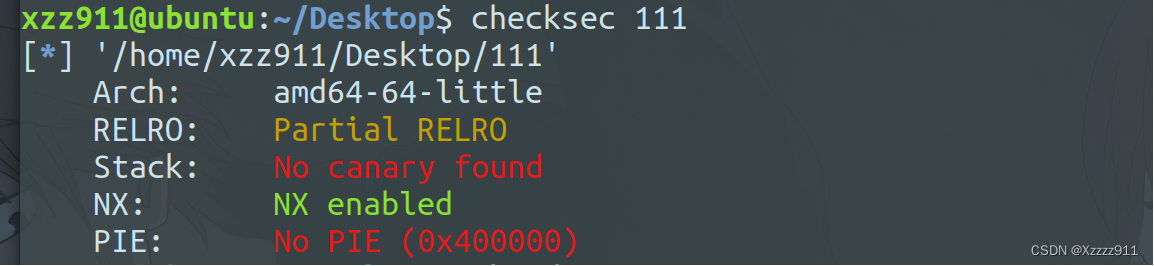 xzz911@ubuntu:~/Desktop$ checksec 111
[*] '/home/xzz911/Desktop/111'
Arch: amd64-64-little
RELRO: Partial RELRO
Stack: No canary found
NX: NX enabled
PIE: No PIE (0x400000)
CSDN @Xzzzz911